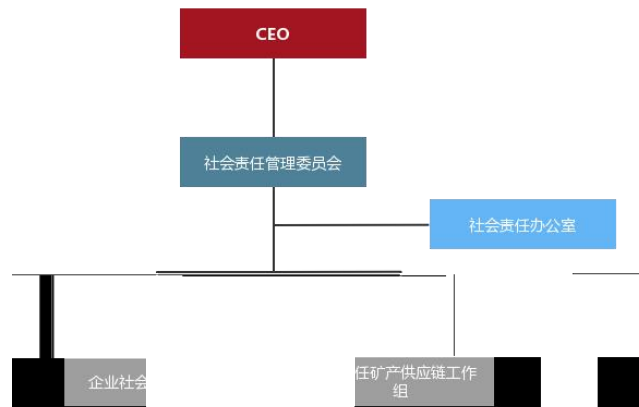 CEO
社会责任管理委员会
社会责任办公室
企业社会
任矿产供应链工作
组